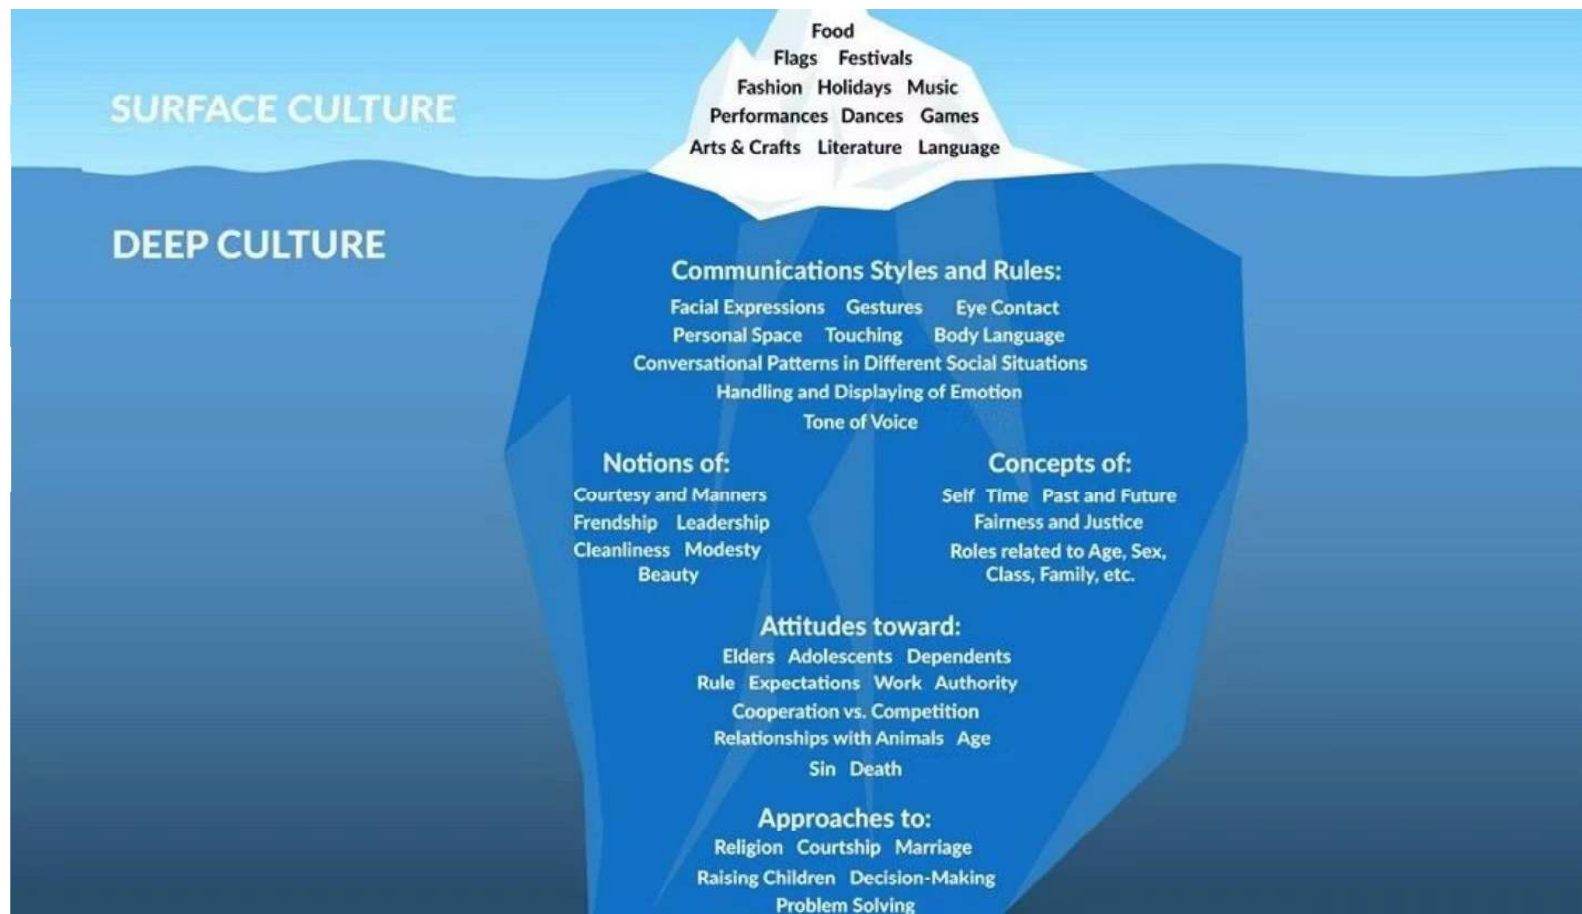 Food
Flags Festivals
Fashion Holidays Music
SURFACE CULTURE
Performances Dances Games
Arts & Crafts Literature Language
DEEP CULTURE
Communications Styles and Rules:
Facial Expressions Gestures Eye Contact
Personal Space Touching Body Language
Conversational Patterns in Different Social Situations
Handling and Displaying of Emotion
Tone of Voice
Notions of:
Courtesy and Manners
Frendship Leadership
Cleanliness Modesty
Beauty
Concepts of:
Self Time Past and Future
Fairness and Justice
Roles related to Age, Sex,
Class, Family, etc.
Attitudes toward:
Elders Adolescents Dependents
Rule Expectations Work Authority
Cooperation vs. Competition
Relationships with Animals Age
Sin Death
Approaches to:
Religion Courtship Marriage
Raising Children Decision-Making
Problem Solving